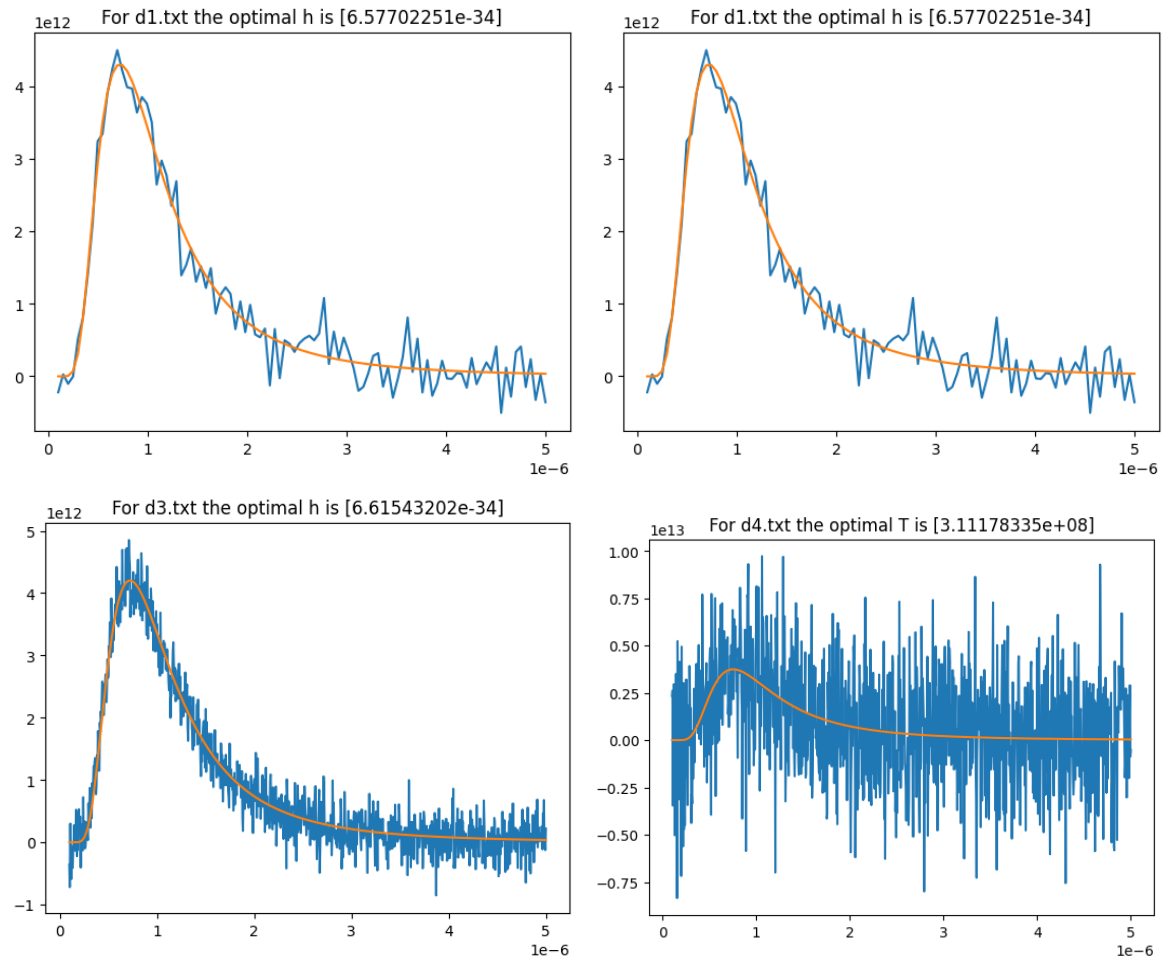 For d1.txt the optimal h is [6.57702251e-34]
1e12
4
3
2
1
0
0 1 2 3 4 5
1e−6
For d1.txt the optimal h is [6.57702251e-34]
1e12
4
3
2
1
0
0 1 2 3 4 5
1e−6
For d3.txt the optimal h is [6.61543202e-34]
1e12
5
4
3
2
1
0
−1
0 1 2 3 4 5
1e−6
For d4.txt the optimal T is [3.11178335e+08]
1e13
1.00
0.75
0.50
0.25
0.00
−0.25
−0.50
−0.75
0 1 2 3 4 5
1e−6